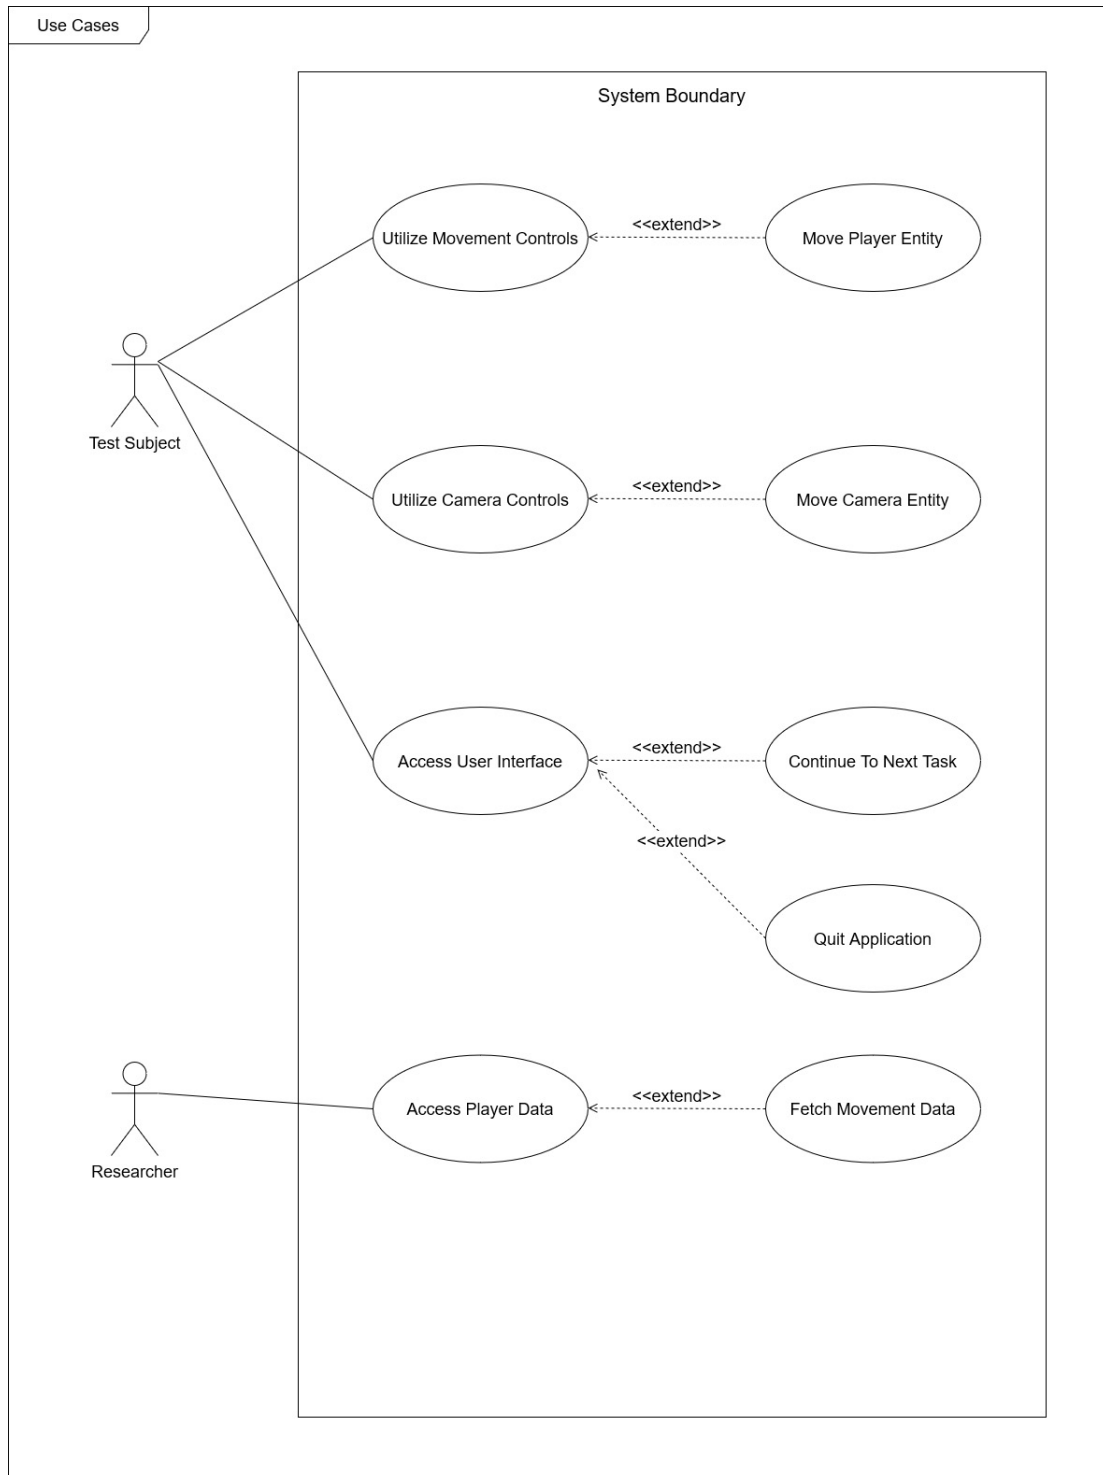 Use Cases
System Boundary
Utilize Movement Controls
<<extend>>
Move Player Entity
Test Subject
Utilize Camera Controls
<<extend>>
Move Camera Entity
Access User Interface
<<extend>>
Continue To Next Task
<<extend>>
Quit Application
Researcher
Access Player Data
<<extend>>
Fetch Movement Data